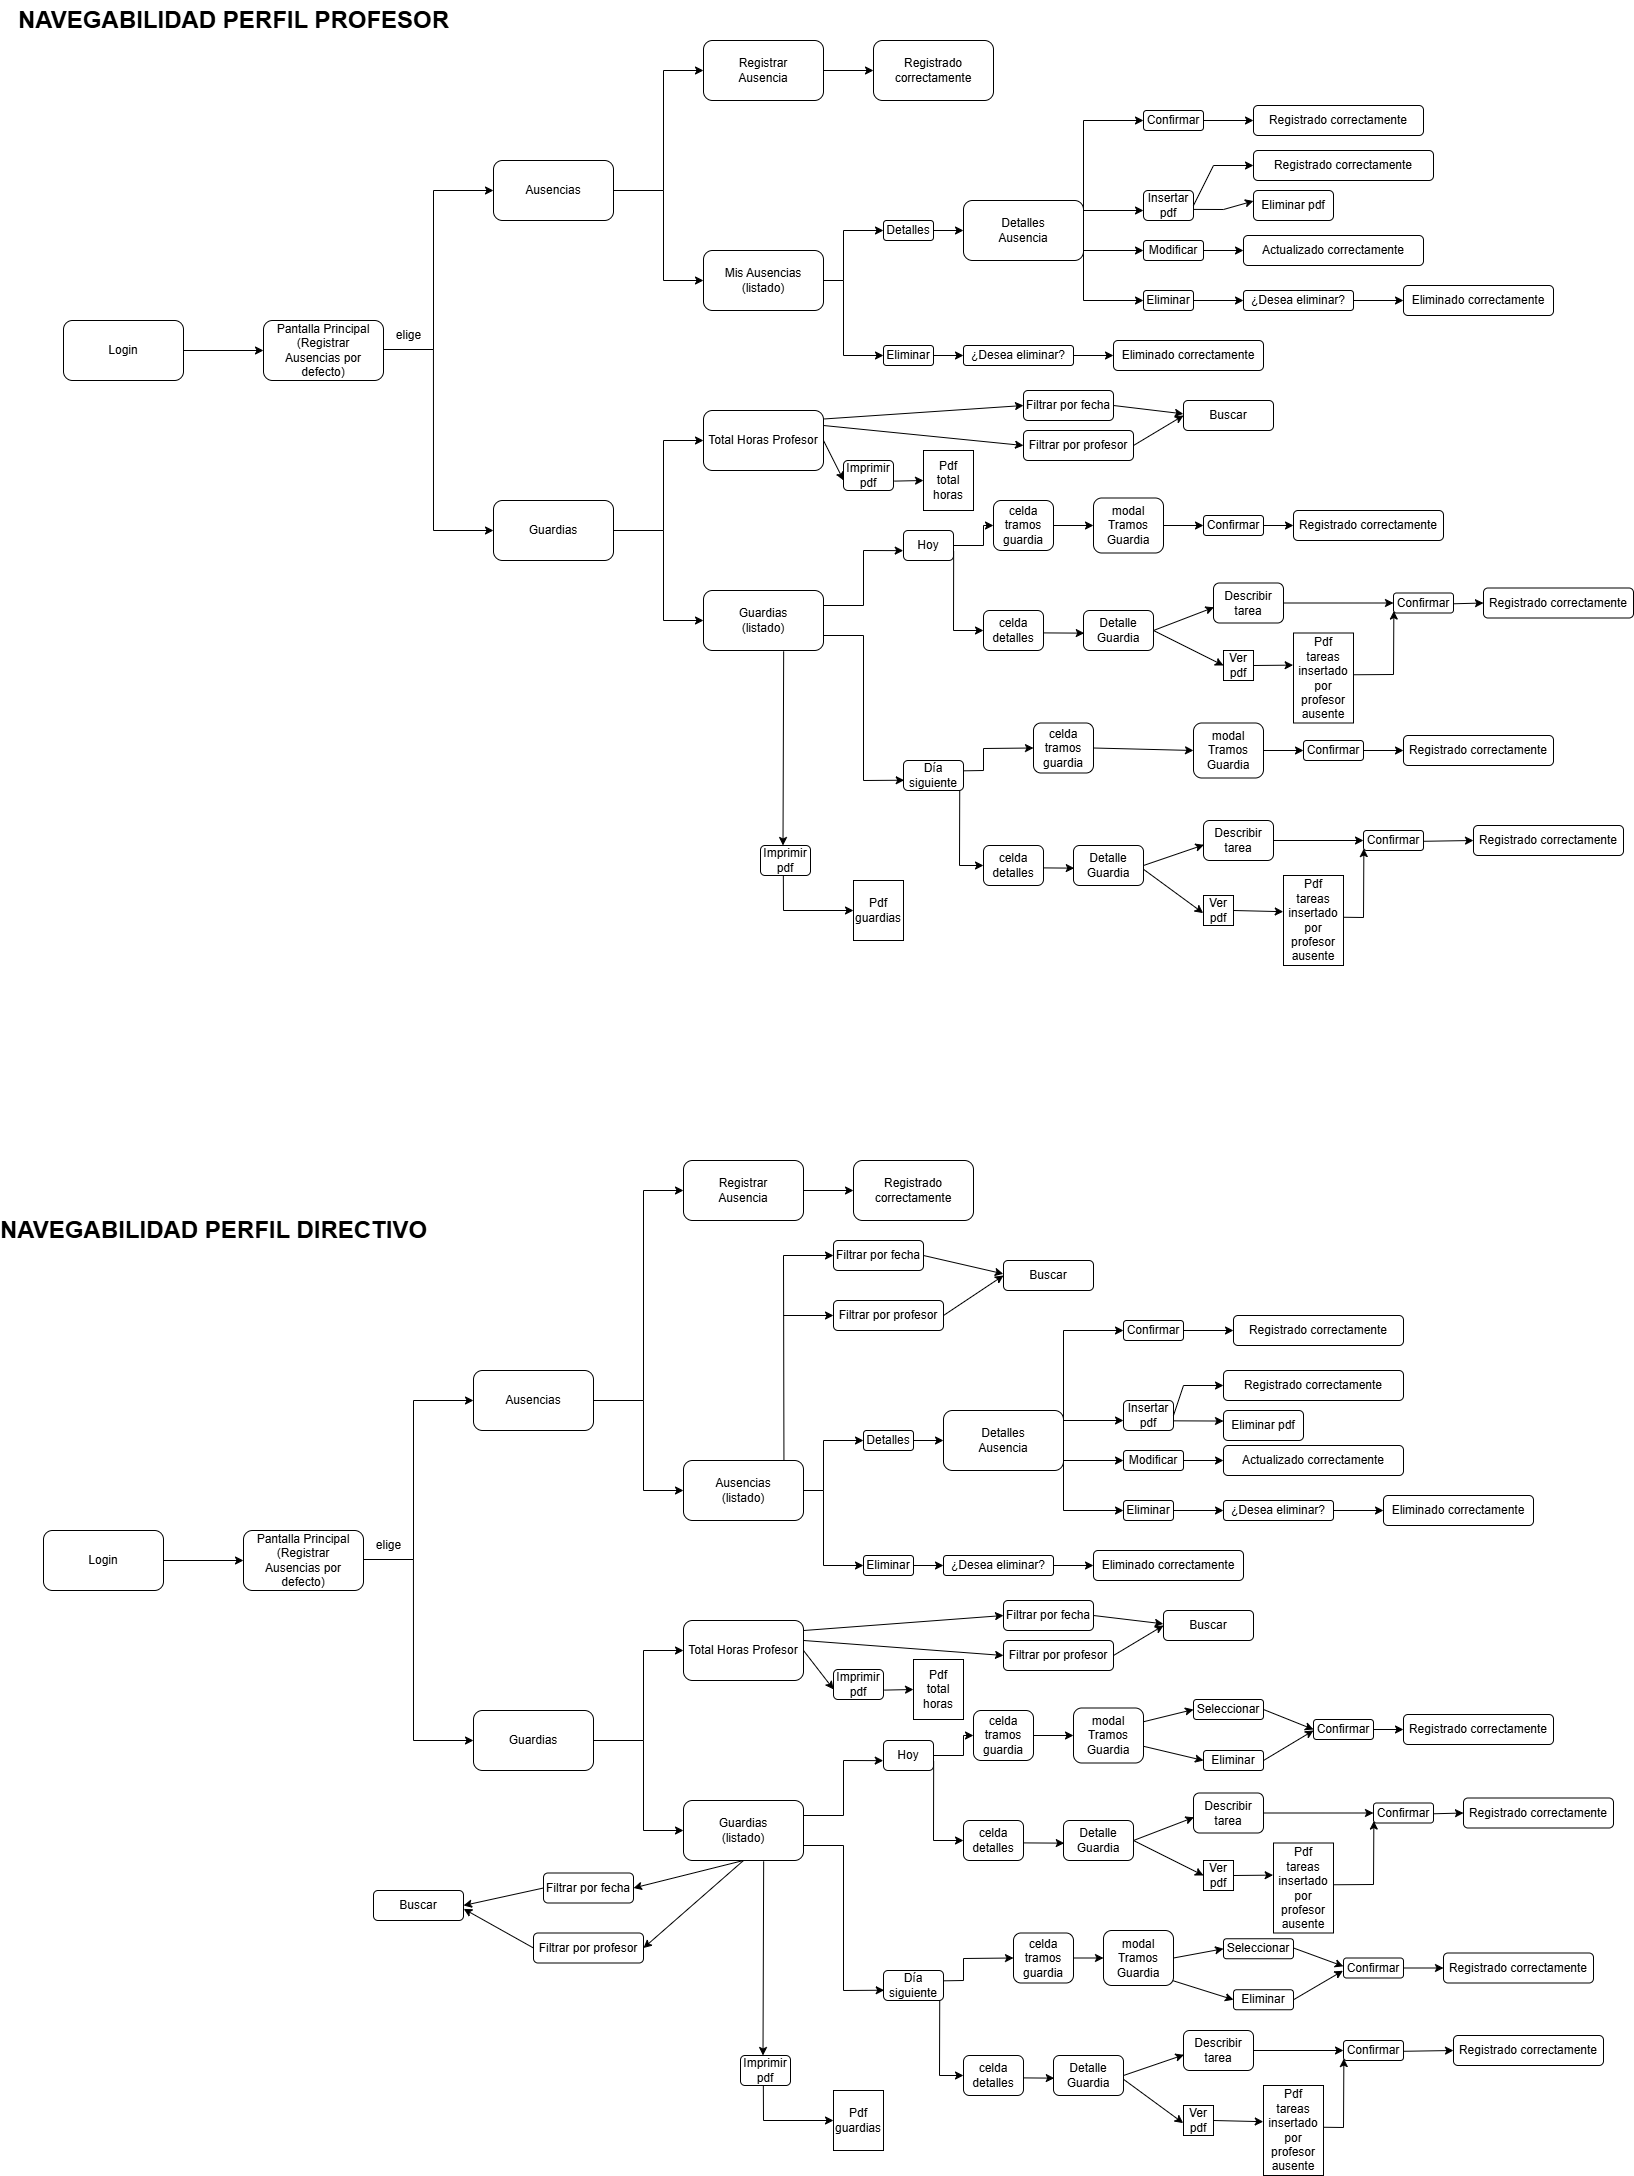 NAVEGABILIDAD PERFIL PROFESOR
Registrar
Ausencia
Registrado
correctamente
Confirmar
Registrado correctamente
Registrado correctamente
Ausencias
Insertar
pdf
Eliminar pdf
Detalles
Detalles
Ausencia
Modificar
Actualizado correctamente
Mis Ausencias
(listado)
Eliminar
¿Desea eliminar?
Eliminado correctamente
Login
Pantalla Principal
(Registrar
Ausencias por
defecto)
elige
Eliminar
¿Desea eliminar?
Eliminado correctamente
Filtrar por fecha
Buscar
Total Horas Profesor
Filtrar por profesor
Imprimir
pdf
Pdf
total
horas
Guardias
Hoy
celda
tramos
guardia
modal
Tramos
Guardia
Confirmar
Registrado correctamente
Guardias
(listado)
celda
detalles
Detalle
Guardia
Describir
tarea
Confirmar
Registrado correctamente
Ver
pdf
Pdf
tareas
insertado
por
profesor
ausente
Día
siguiente
celda
tramos
guardia
modal
Tramos
Guardia
Confirmar
Registrado correctamente
Imprimir
pdf
celda
detalles
Detalle
Guardia
Describir
tarea
Confirmar
Registrado correctamente
Pdf
guardias
Ver
pdf
Pdf
tareas
insertado
por
profesor
ausente
Registrar
Ausencia
Registrado
correctamente
NAVEGABILIDAD PERFIL DIRECTIVO
Filtrar por fecha
Buscar
Filtrar por profesor
Confirmar
Registrado correctamente
Ausencias
Registrado correctamente
Insertar
pdf
Eliminar pdf
Detalles
Detalles
Ausencia
Modificar
Actualizado correctamente
Ausencias
(listado)
Eliminar
¿Desea eliminar?
Eliminado correctamente
Login
Pantalla Principal
(Registrar
Ausencias por
defecto)
elige
Eliminar
¿Desea eliminar?
Eliminado correctamente
Filtrar por fecha
Buscar
Total Horas Profesor
Filtrar por profesor
Imprimir
pdf
Pdf
total
horas
Guardias
Hoy
celda
tramos
guardia
modal
Tramos
Guardia
Seleccionar
Eliminar
Confirmar
Registrado correctamente
Guardias
(listado)
celda
detalles
Detalle
Guardia
Describir
tarea
Confirmar
Registrado correctamente
Ver
pdf
Pdf
tareas
insertado
por
profesor
ausente
Buscar
Filtrar por fecha
Filtrar por profesor
Día
siguiente
celda
tramos
guardia
modal
Tramos
Guardia
Seleccionar
Eliminar
Confirmar
Registrado correctamente
Imprimir
pdf
celda
detalles
Detalle
Guardia
Describir
tarea
Confirmar
Registrado correctamente
Pdf
guardias
Ver
pdf
Pdf
tareas
insertado
por
profesor
ausente